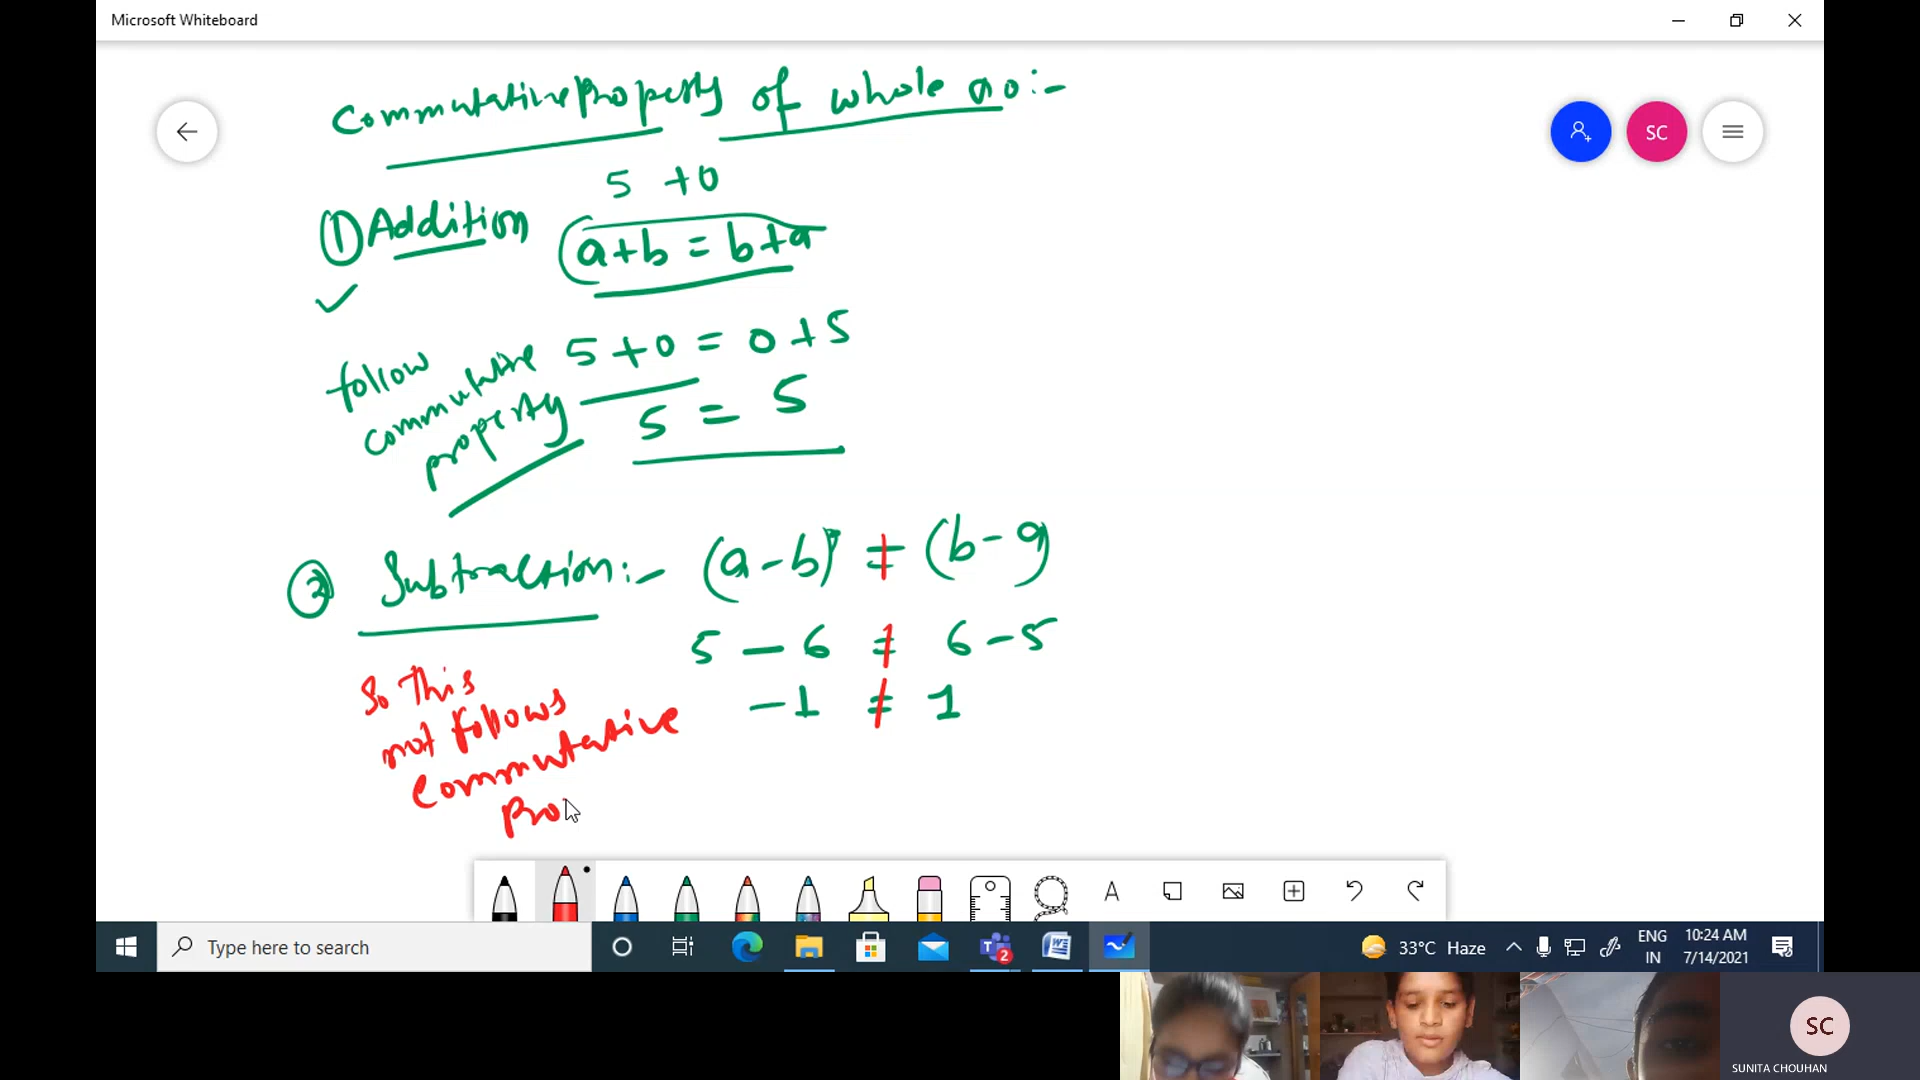 Microsoft Whiteboard
Commutative Property of whole no:-
SC
5 +0
① Addition
a+b = b+a
follow
commutative
property
5+0 = 0+5
5 = 5
② Subtraction:- (a-b) ≠ (b-a)
5 - 6 ≠ 6-5
-1 ≠ 1
So This
not follows
Commutative
Pro
Type here to search
2
33°C Haze
ENG
IN
10:24 AM
7/14/2021
SC
SUNITA CHOUHAN